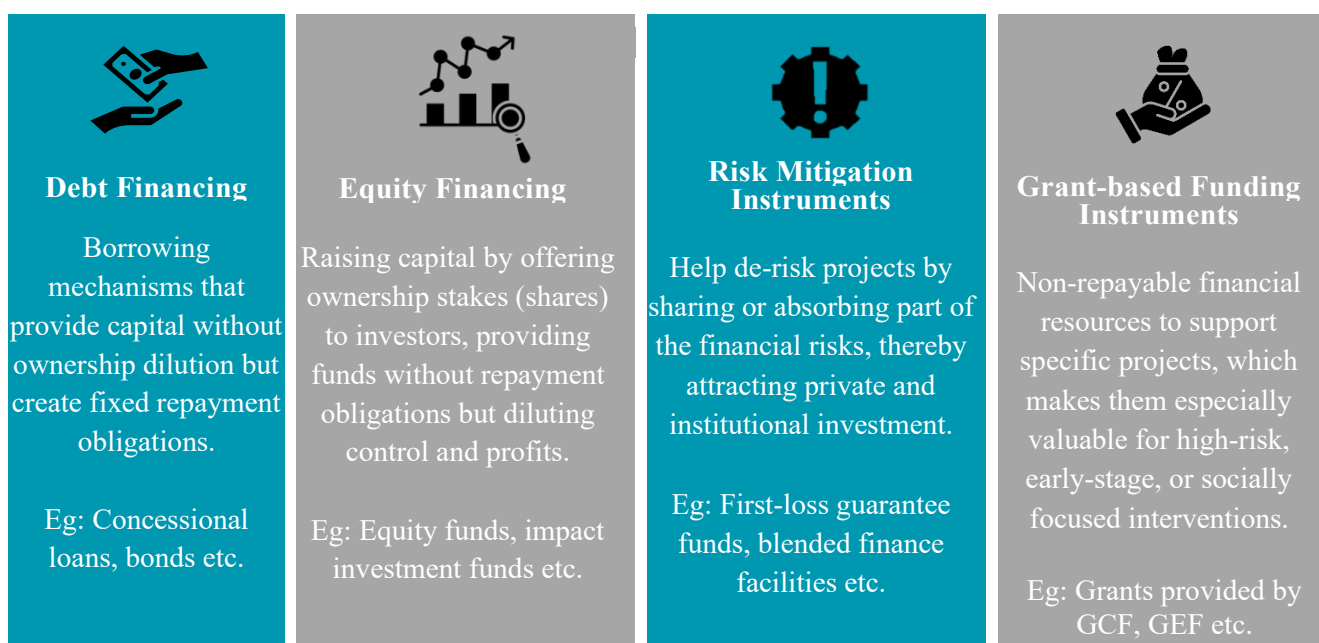 Debt Financing
Borrowing
mechanisms that
provide capital without
ownership dilution but
create fixed repayment
obligations.
Eg: Concessional
loans, bonds etc.
Equity Financing
Raising capital by offering
ownership stakes (shares)
to investors, providing
funds without repayment
obligations but diluting
control and profits.
Eg: Equity funds, impact
investment funds etc.
Risk Mitigation
Instruments
Help de-risk projects by
sharing or absorbing part of
the financial risks, thereby
attracting private and
institutional investment.
Eg: First-loss guarantee
funds, blended finance
facilities etc.
Grant-based Funding
Instruments
Non-repayable financial
resources to support
specific projects, which
makes them especially
valuable for high-risk,
early-stage, or socially
focused interventions.
Eg: Grants provided by
GCF, GEF etc.